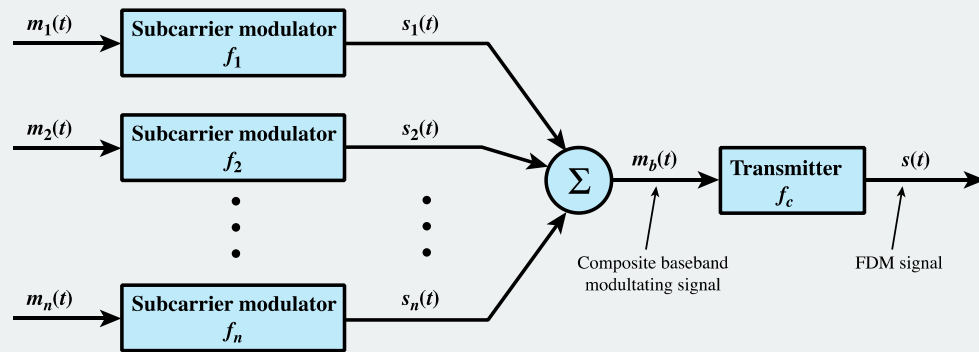 m1(t)
Subcarrier modulator
f1
s1(t)
m2(t)
Subcarrier modulator
f2
s2(t)
Σ
mb(t)
Transmitter
fc
s(t)
Composite baseband
modultating signal
FDM signal
mn(t)
Subcarrier modulator
fn
sn(t)